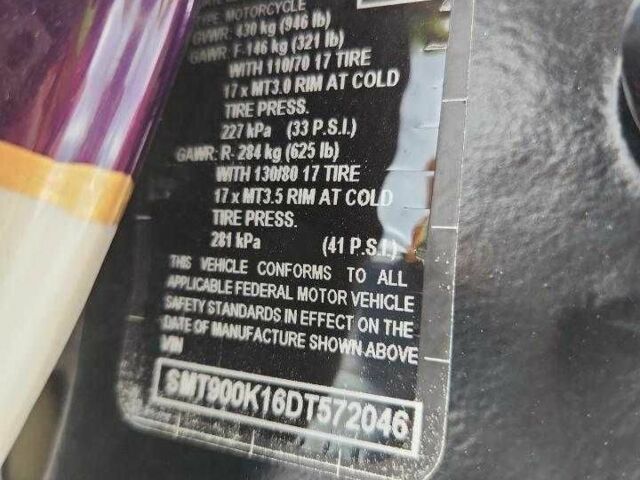 TYPE MOTORCYCLE
GVWR: 430 kg (946 lb)
GAWR: F-146 kg (321 lb)
WITH 110/70 17 TIRE
17 x MT3.0 RIM AT COLD
TIRE PRESS.
227 kPa (33 P.S.I.)
GAWR: R- 284 kg (625 lb)
WITH 130/80 17 TIRE
17 x MT3.5 RIM AT COLD
TIRE PRESS.
281 kPa (41 P.S.I.)
THIS VEHICLE CONFORMS TO ALL
APPLICABLE FEDERAL MOTOR VEHICLE
SAFETY STANDARDS IN EFFECT ON THE
DATE OF MANUFACTURE SHOWN ABOVE
VIN
SMT900K16DT572046